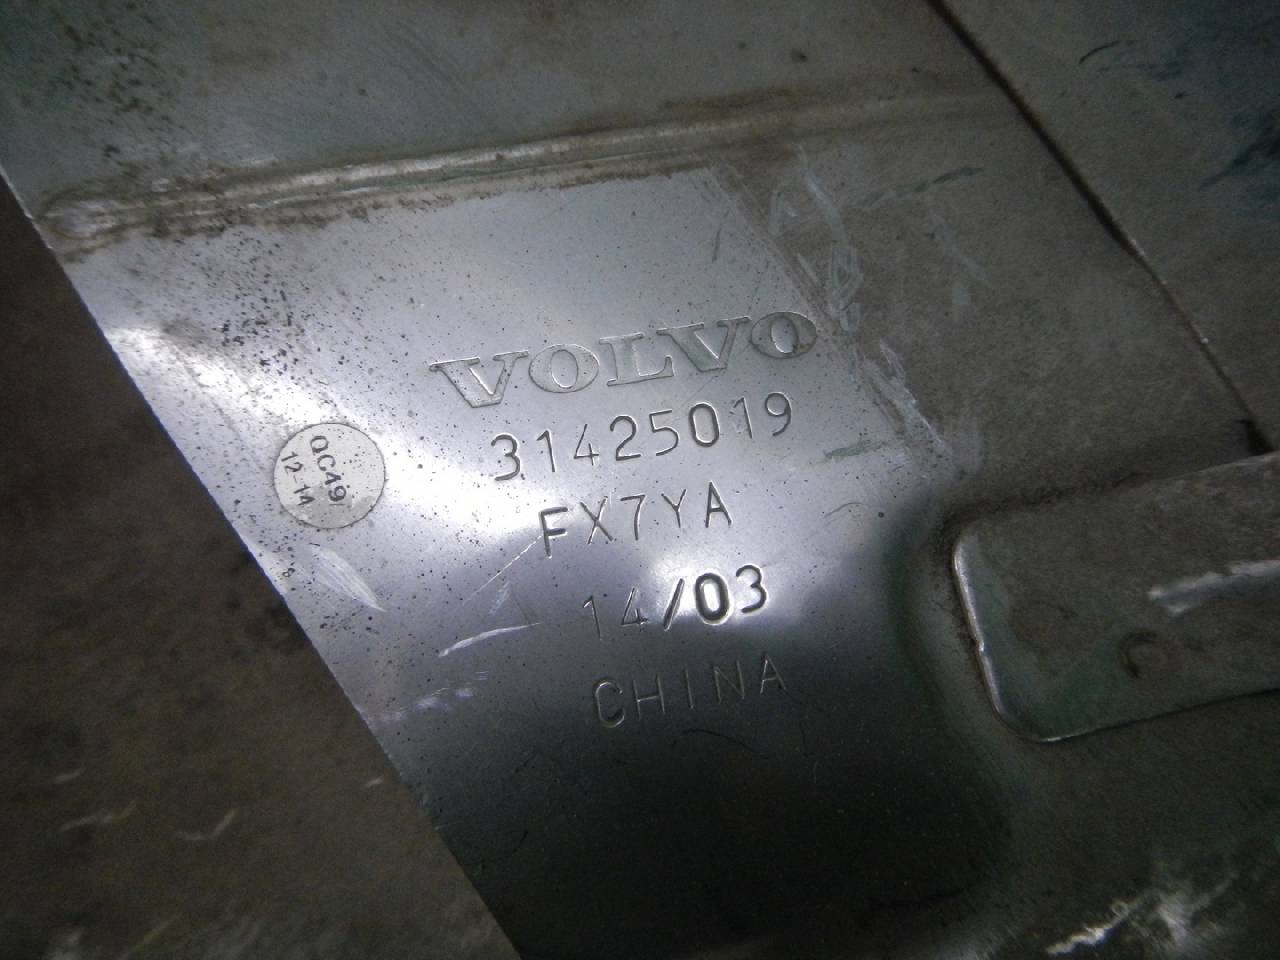 VOLVO
31425019
FX7YA
14/03
CHINA
QC49
12-14